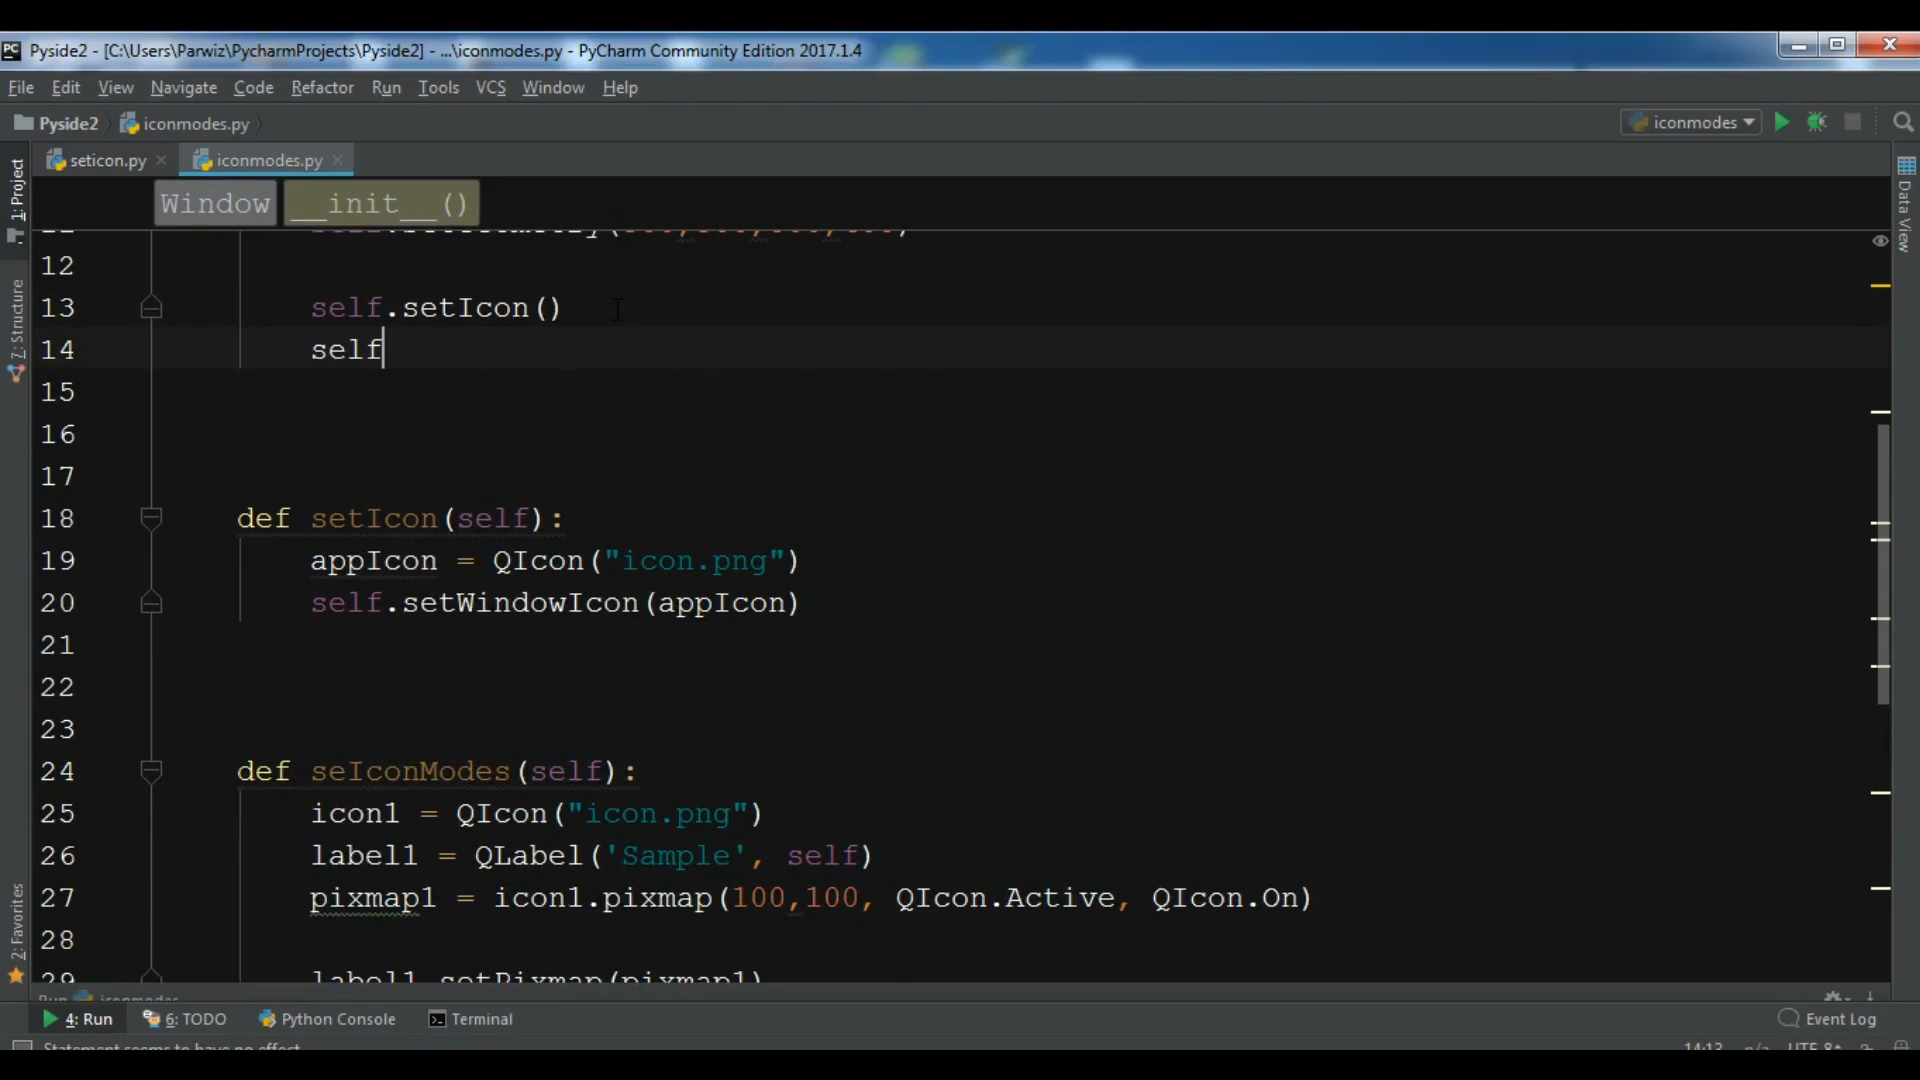 Pyside2 - [C:\Users\Parwiz\PycharmProjects\Pyside2] - ...\iconmodes.py - PyCharm Community Edition 2017.1.4
File Edit View Navigate Code Refactor Run Tools VCS Window Help
Pyside2 iconmodes.py iconmodes
seticon.py iconmodes.py
1: Project
7: Structure
2: Favorites
Data View
Window __init__()
12
13 self.setIcon()
14 self
15
16
17
18 def setIcon(self):
19 appIcon = QIcon("icon.png")
20 self.setWindowIcon(appIcon)
21
22
23
24 def seIconModes(self):
25 icon1 = QIcon("icon.png")
26 label1 = QLabel('Sample', self)
27 pixmap1 = icon1.pixmap(100,100, QIcon.Active, QIcon.On)
28
29 label1.setPixmap(pixmap1)
Run iconmodes
4: Run 6: TODO Python Console Terminal Event Log
Statement seems to have no effect 14:13 n/a UTF-8